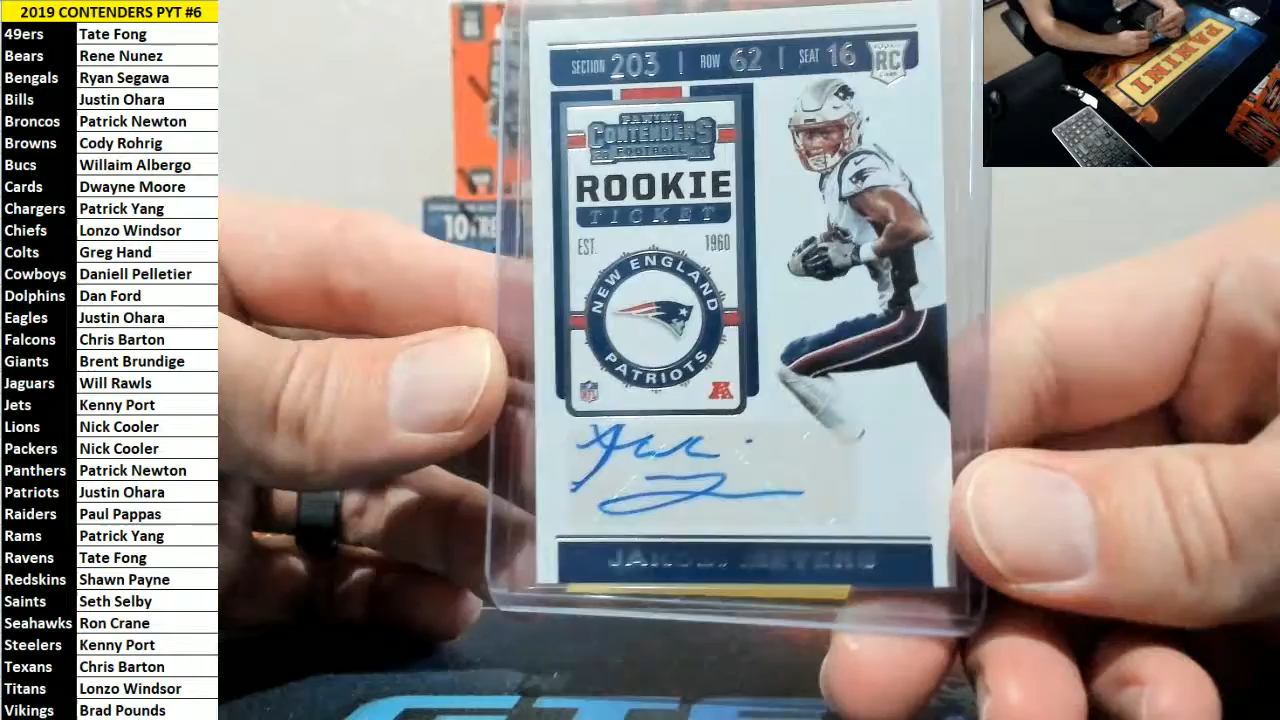 2019 CONTENDERS PYT #6
49ers Tate Fong
Bears Rene Nunez
Bengals Ryan Segawa
Bills Justin Ohara
Broncos Patrick Newton
Browns Cody Rohrig
Bucs Willaim Albergo
Cards Dwayne Moore
Chargers Patrick Yang
Chiefs Lonzo Windsor
Colts Greg Hand
Cowboys Daniell Pelletier
Dolphins Dan Ford
Eagles Justin Ohara
Falcons Chris Barton
Giants Brent Brundige
Jaguars Will Rawls
Jets Kenny Port
Lions Nick Cooler
Packers Nick Cooler
Panthers Patrick Newton
Patriots Justin Ohara
Raiders Paul Pappas
Rams Patrick Yang
Ravens Tate Fong
Redskins Shawn Payne
Saints Seth Selby
Seahawks Ron Crane
Steelers Kenny Port
Texans Chris Barton
Titans Lonzo Windsor
Vikings Brad Pounds
SECTION 203 | ROW 62 | SEAT 16
RC
PANINI
CONTENDERS
FOOTBALL
ROOKIE
TICKET
EST. 1960
NEW ENGLAND
PATRIOTS
NFL
A
MEYERS
PANINI